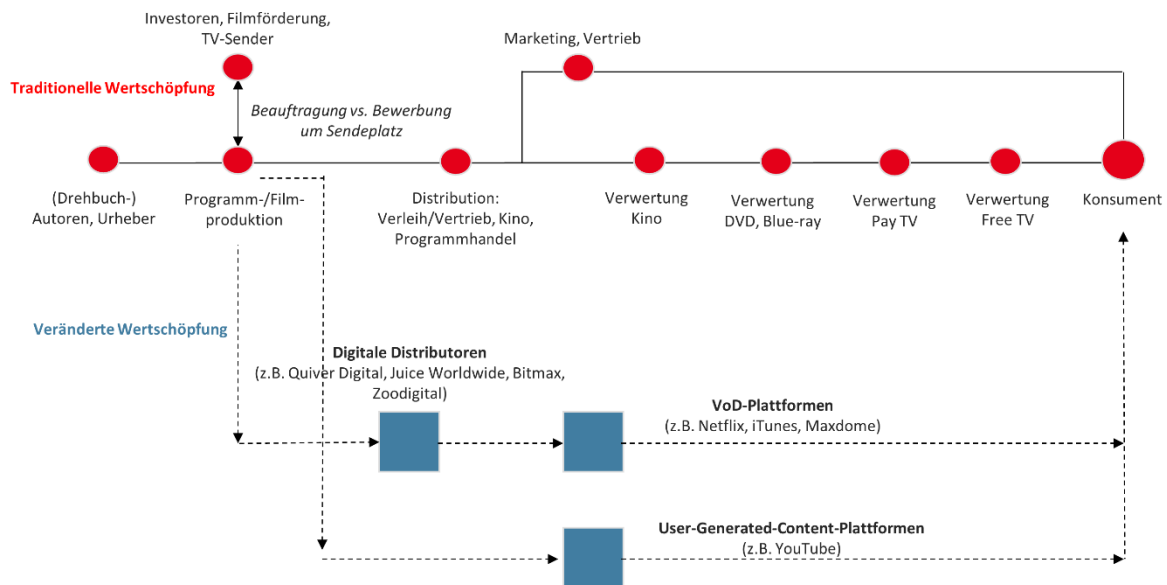 Investoren, Filmförderung,
TV-Sender
Marketing, Vertrieb
Traditionelle Wertschöpfung
Beauftragung vs. Bewerbung
um Sendeplatz
(Drehbuch-)
Autoren, Urheber
Programm-/Film-
produktion
Distribution:
Verleih/Vertrieb, Kino,
Programmhandel
Verwertung
Kino
Verwertung
DVD, Blue-ray
Verwertung
Pay TV
Verwertung
Free TV
Konsument
Veränderte Wertschöpfung
Digitale Distributoren
(z.B. Quiver Digital, Juice Worldwide, Bitmax,
Zoodigital)
VoD-Plattformen
(z.B. Netflix, iTunes, Maxdome)
User-Generated-Content-Plattformen
(z.B. YouTube)